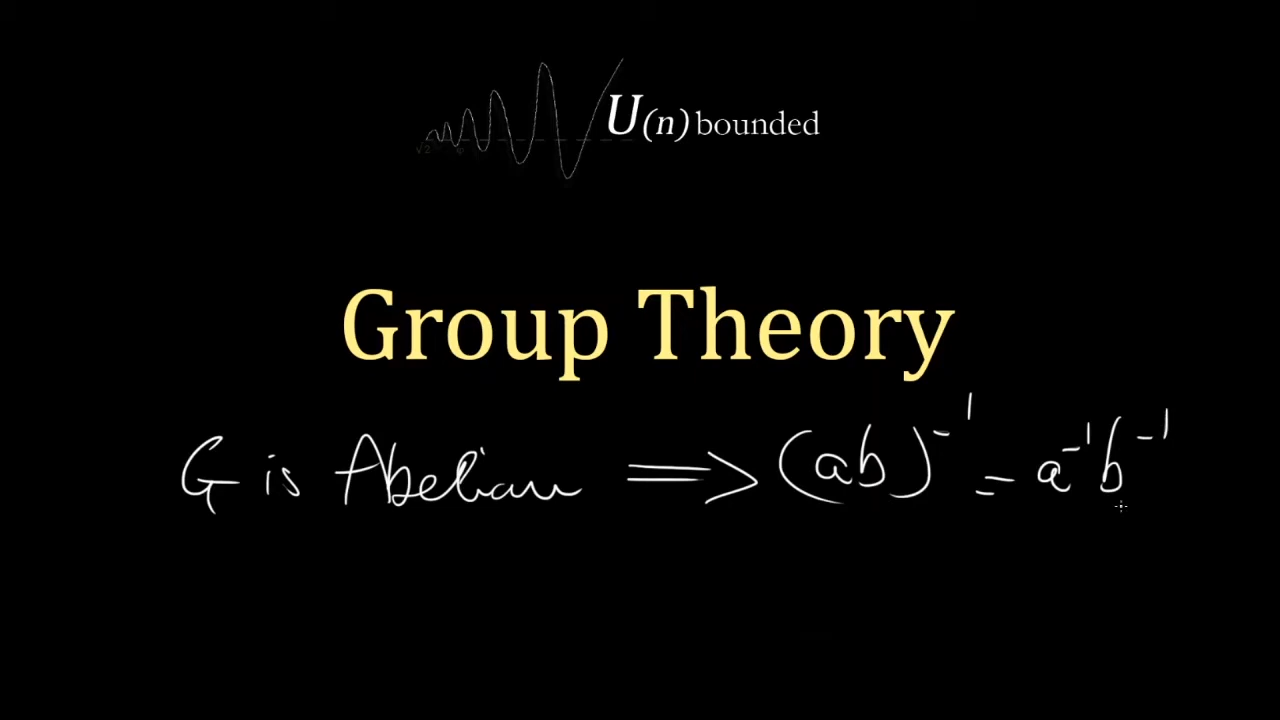 U(n) bounded
Group Theory
G is Abelian ⟹ (ab)⁻¹ = a⁻¹b⁻¹